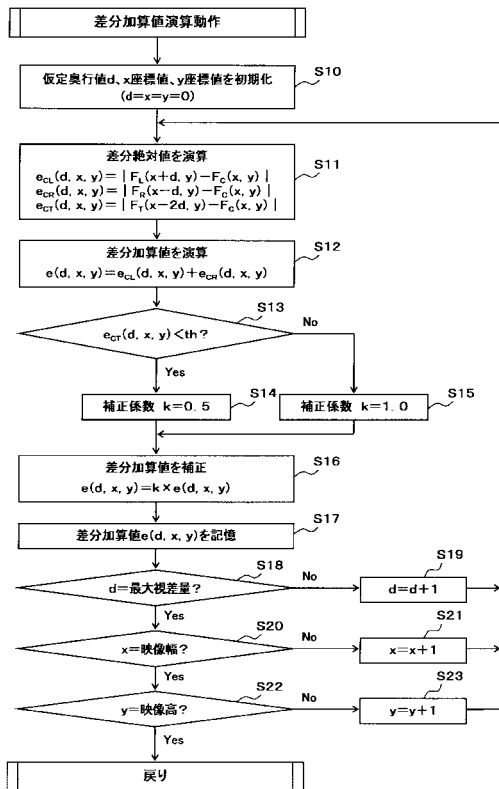 差分加算値演算動作
S10
仮定奥行値d、x座標値、y座標値を初期化
(d=x=y=0)
S11
差分絶対値を演算
eCL(d, x, y)=|FL(x+d, y)−FC(x, y)|
eCR(d, x, y)=|FR(x−d, y)−FC(x, y)|
eCT(d, x, y)=|FT(x−2d, y)−FC(x, y)|
S12
差分加算値を演算
e(d, x, y)=eCL(d, x, y)+eCR(d, x, y)
S13
eCT(d, x, y)<th?
No
Yes
S14
補正係数 k=0. 5
S15
補正係数 k=1. 0
S16
差分加算値を補正
e(d, x, y)=k×e(d, x, y)
S17
差分加算値e(d, x, y)を記憶
S18
d=最大視差量?
No
S19
d=d+1
Yes
S20
x=映像幅?
No
S21
x=x+1
Yes
S22
y=映像高?
No
S23
y=y+1
Yes
戻り